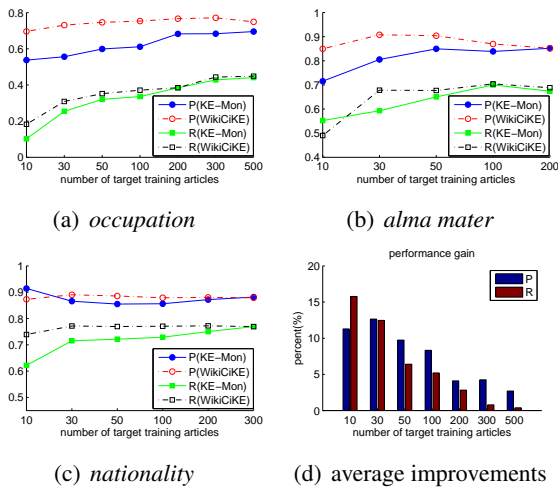 0.8
0.6
0.4
0.2
0
10 30 50 100 200 300 500
number of target training articles
P(KE−Mon)
P(WikiCiKE)
R(KE−Mon)
R(WikiCiKE)
(a) occupation
1
0.9
0.8
0.7
0.6
0.5
0.4
10 30 50 100 200
number of target training articles
P(KE−Mon)
P(WikiCiKE)
R(KE−Mon)
R(WikiCiKE)
(b) alma mater
1
0.9
0.8
0.7
0.6
0.5
10 30 50 100 200 300
number of target training articles
P(KE−Mon)
P(WikiCiKE)
R(KE−Mon)
R(WikiCiKE)
(c) nationality
performance gain
20
15
10
5
0
percent(%)
10 30 50 100 200 300 500
number of target training articles
P
R
(d) average improvements